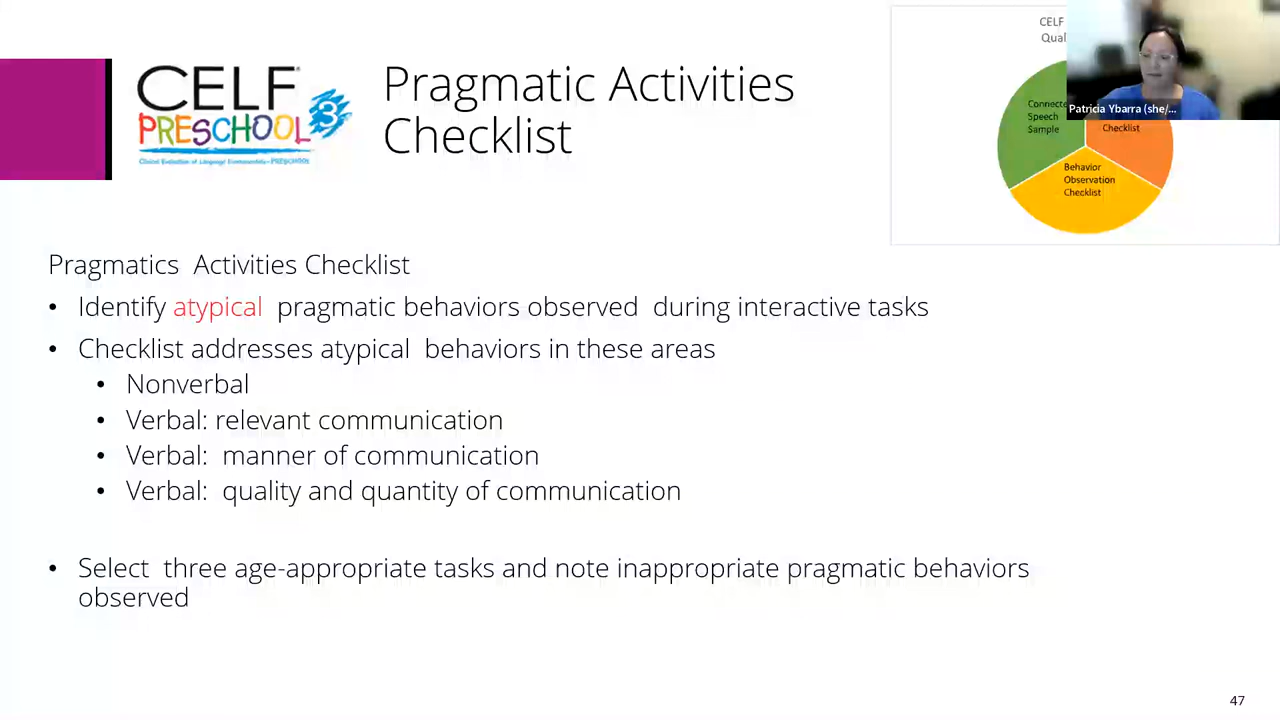 CELF
PRESCHOOL 3
Clinical Evaluation of Language Fundamentals-PRESCHOOL
Pragmatic Activities
Checklist
CELF
Patricia Ybarra (she/...
Speech
Sample
Checklist
Behavior
Observation
Checklist
Pragmatics Activities Checklist
• Identify atypical pragmatic behaviors observed during interactive tasks
• Checklist addresses atypical behaviors in these areas
• Nonverbal
• Verbal: relevant communication
• Verbal: manner of communication
• Verbal: quality and quantity of communication
• Select three age-appropriate tasks and note inappropriate pragmatic behaviors
observed
47